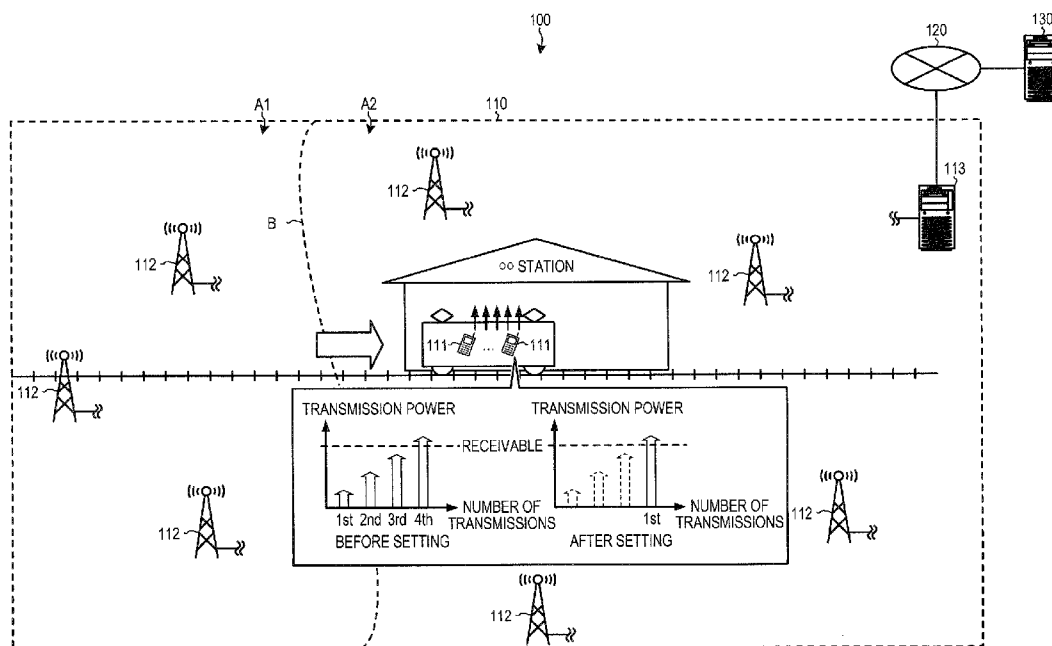 100
130
120
A1
A2
110
113
112
B
112
∘∘ STATION
112
111
...
111
112
TRANSMISSION POWER
TRANSMISSION POWER
RECEIVABLE
1st 2nd 3rd 4th
NUMBER OF
TRANSMISSIONS
BEFORE SETTING
1st
NUMBER OF
TRANSMISSIONS
AFTER SETTING
112
112
112